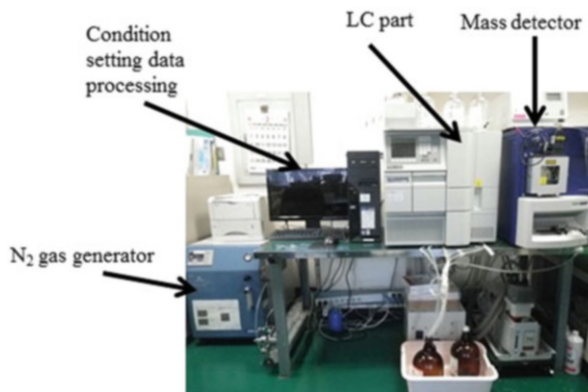 Condition
setting data
processing
LC part
Mass detector
N₂ gas generator